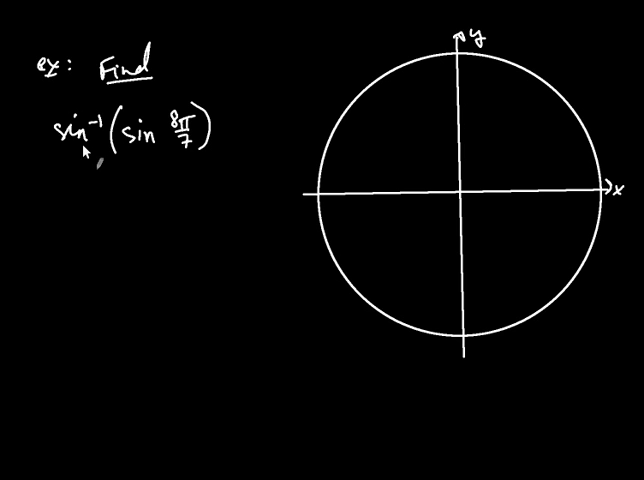 ex: Find
sin⁻¹(sin 8π/7)
y
x